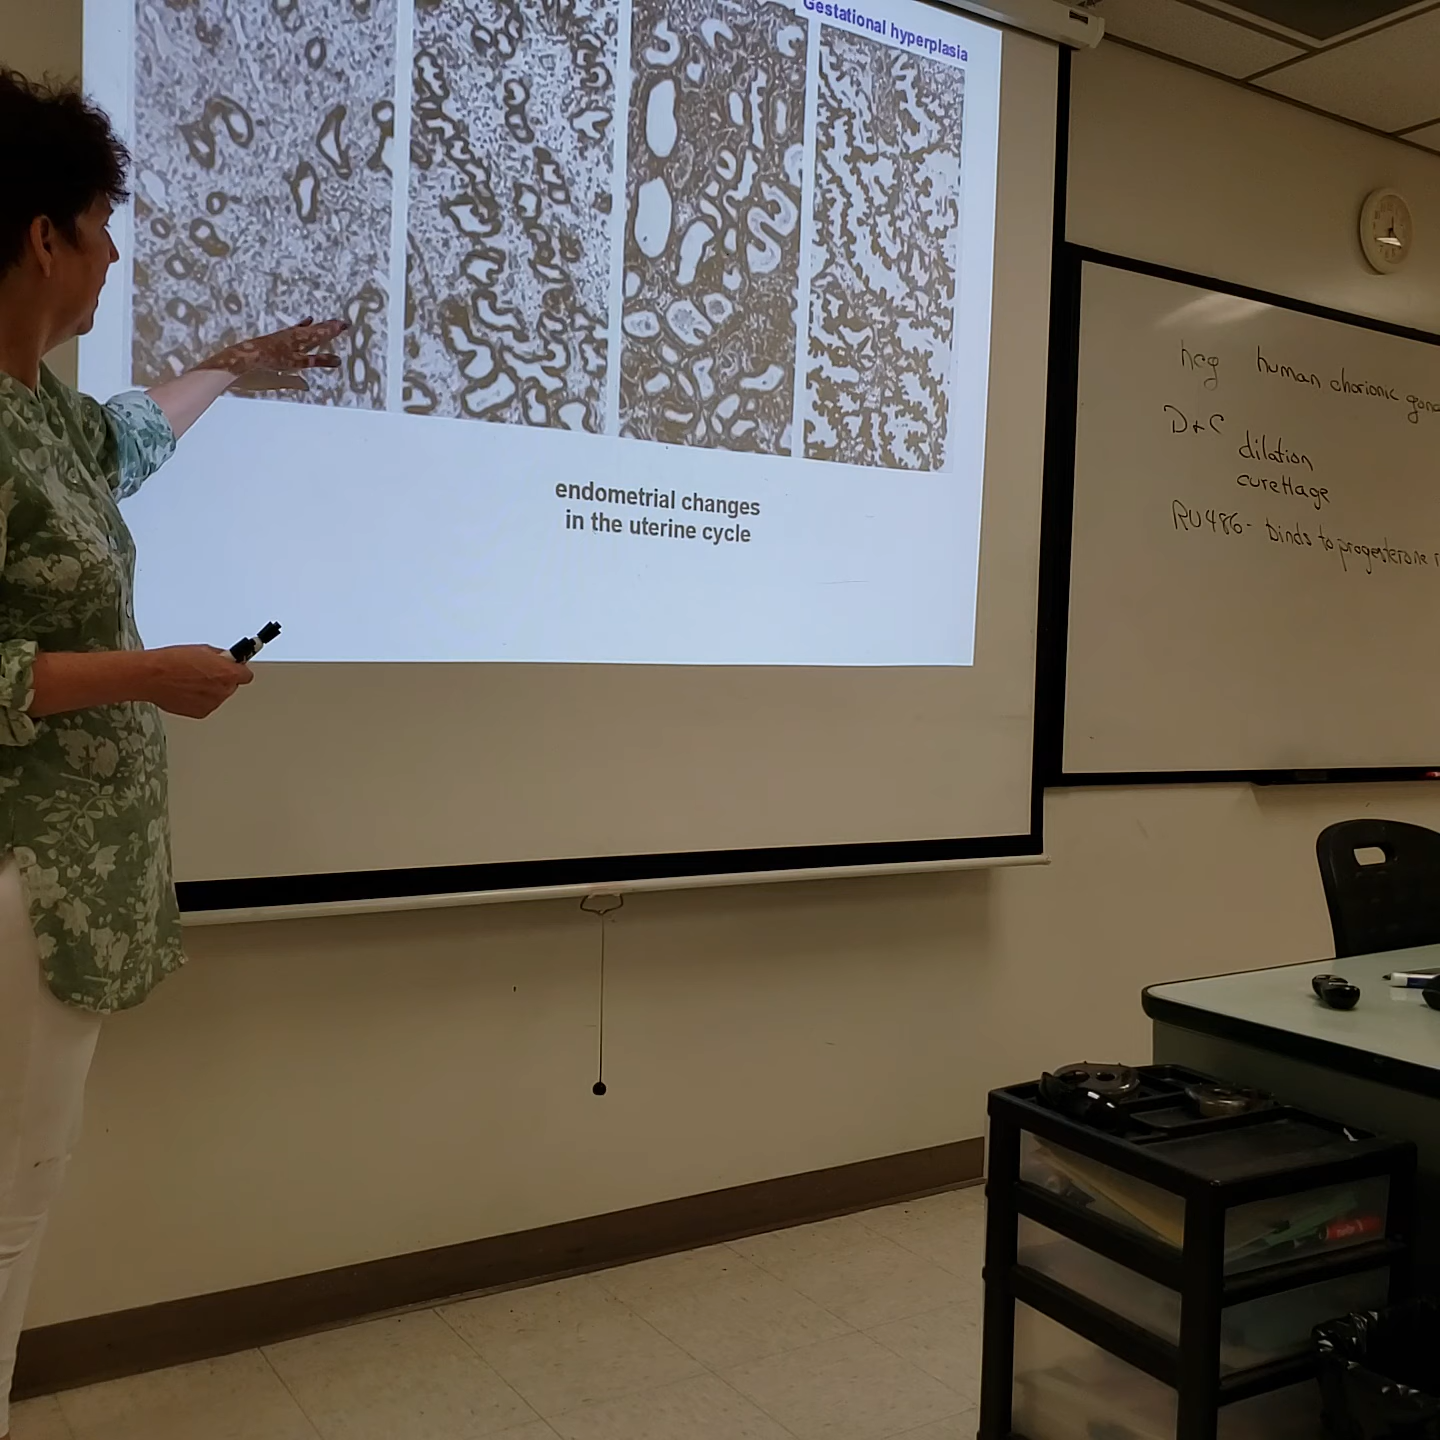 Gestational hyperplasia
endometrial changes
in the uterine cycle
hcg human chorionic
D+C
dilation
curettage
RU486- binds to progesterone